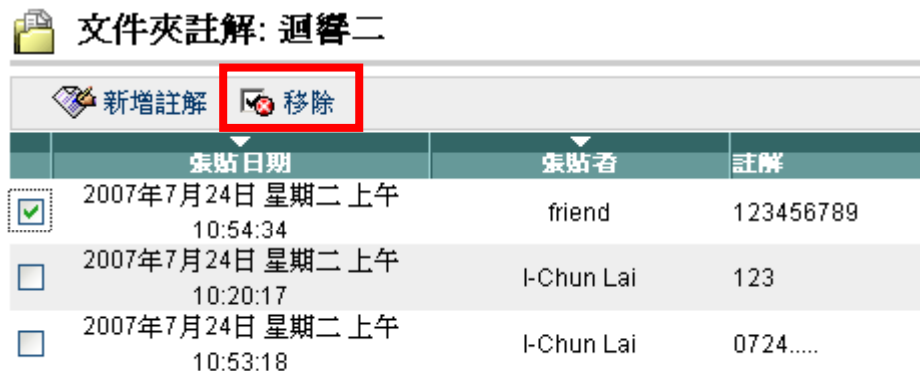 文件夾註解: 迴響二
新增註解 移除
張貼日期 張貼者 註解
2007年7月24日 星期二 上午
10:54:34 friend 123456789
2007年7月24日 星期二 上午
10:20:17 I-Chun Lai 123
2007年7月24日 星期二 上午
10:53:18 I-Chun Lai 0724.....